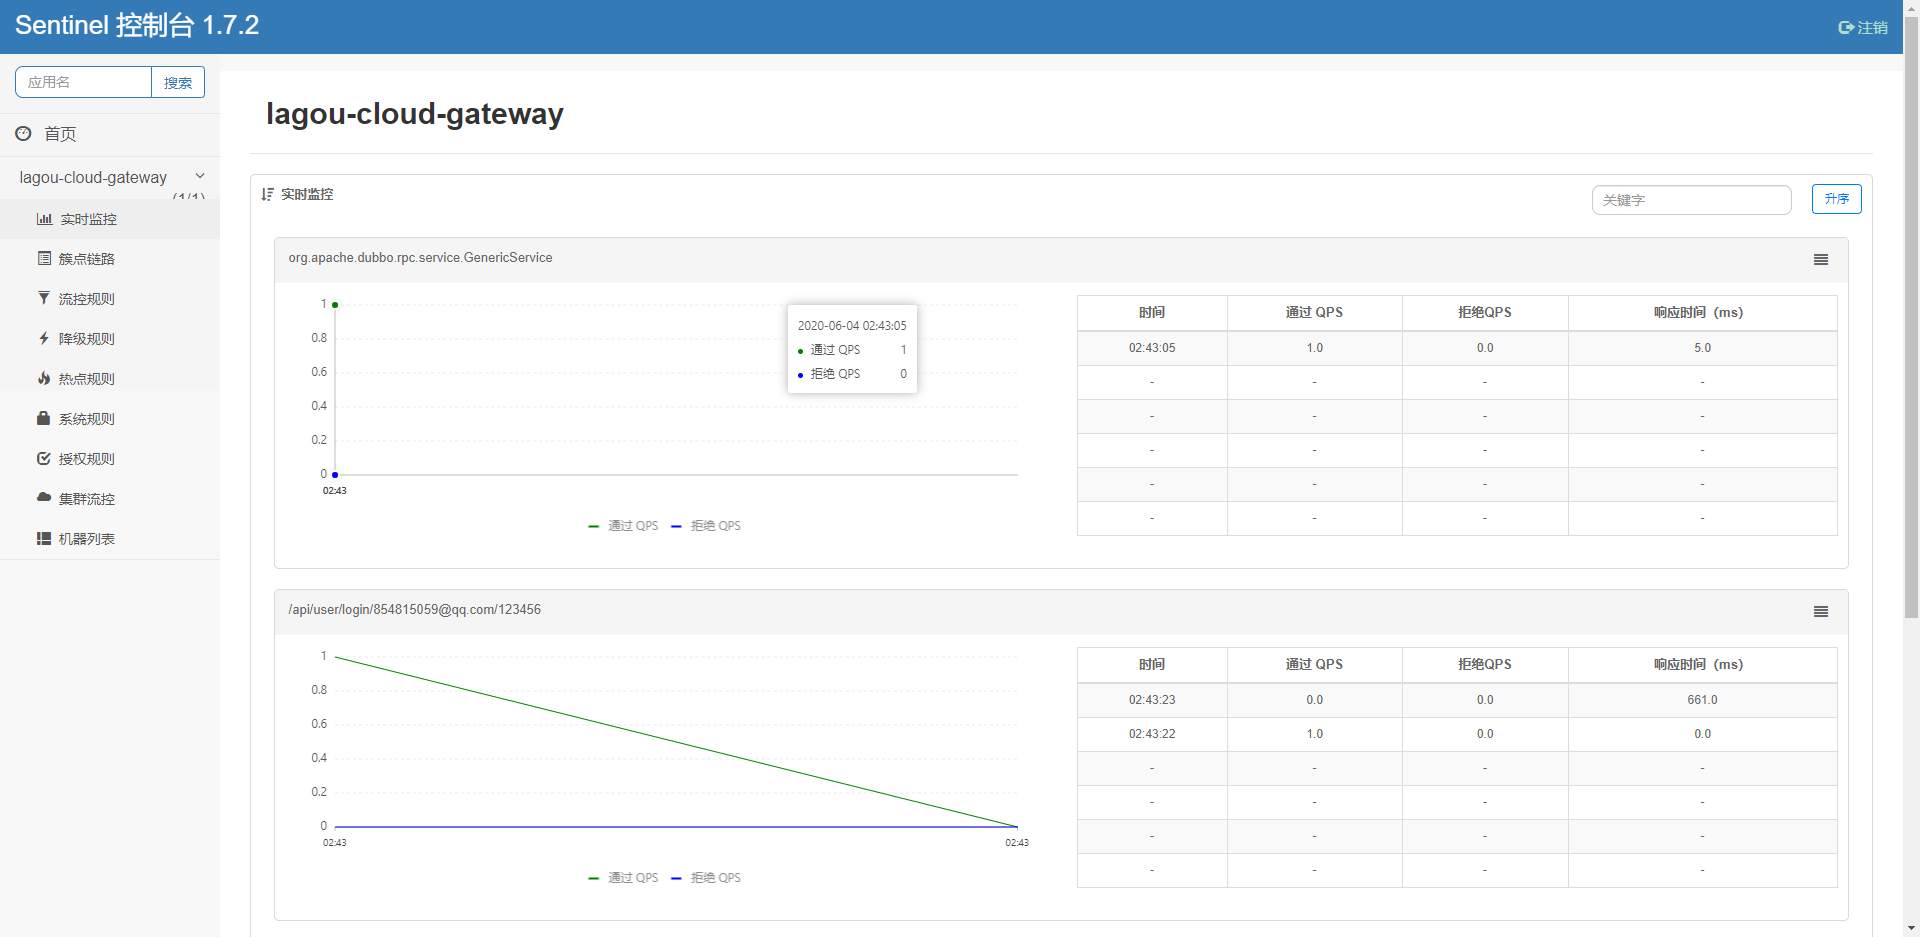 Sentinel 控制台 1.7.2
注销
应用名
搜索
首页
lagou-cloud-gateway
(1/1)
实时监控
簇点链路
流控规则
降级规则
热点规则
系统规则
授权规则
集群流控
机器列表
lagou-cloud-gateway
实时监控
关键字
升序
org.apache.dubbo.rpc.service.GenericService
1
0.8
0.6
0.4
0.2
0
02:43
2020-06-04 02:43:05
通过 QPS 1
拒绝 QPS 0
通过 QPS 拒绝 QPS
时间 通过 QPS 拒绝QPS 响应时间（ms）
02:43:05 1.0 0.0 5.0
- - - -
- - - -
- - - -
- - - -
- - - -
/api/user/login/854815059@qq.com/123456
1
0.8
0.6
0.4
0.2
0
02:43 02:43
通过 QPS 拒绝 QPS
时间 通过 QPS 拒绝QPS 响应时间（ms）
02:43:23 0.0 0.0 661.0
02:43:22 1.0 0.0 0.0
- - - -
- - - -
- - - -
- - - -